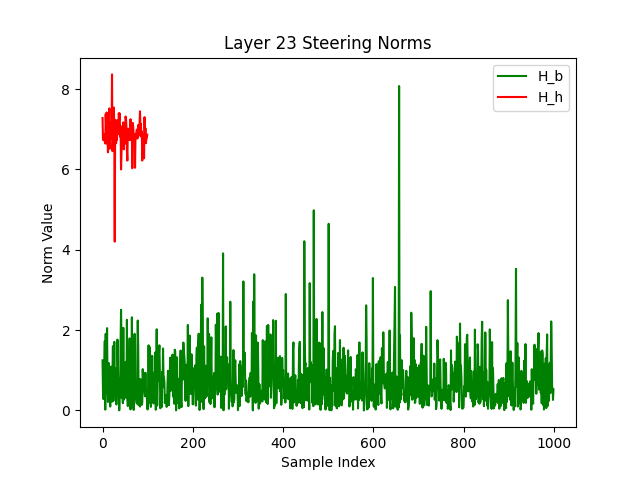 Layer 23 Steering Norms
H_b
H_h
Norm Value
8
6
4
2
0
0 200 400 600 800 1000
Sample Index